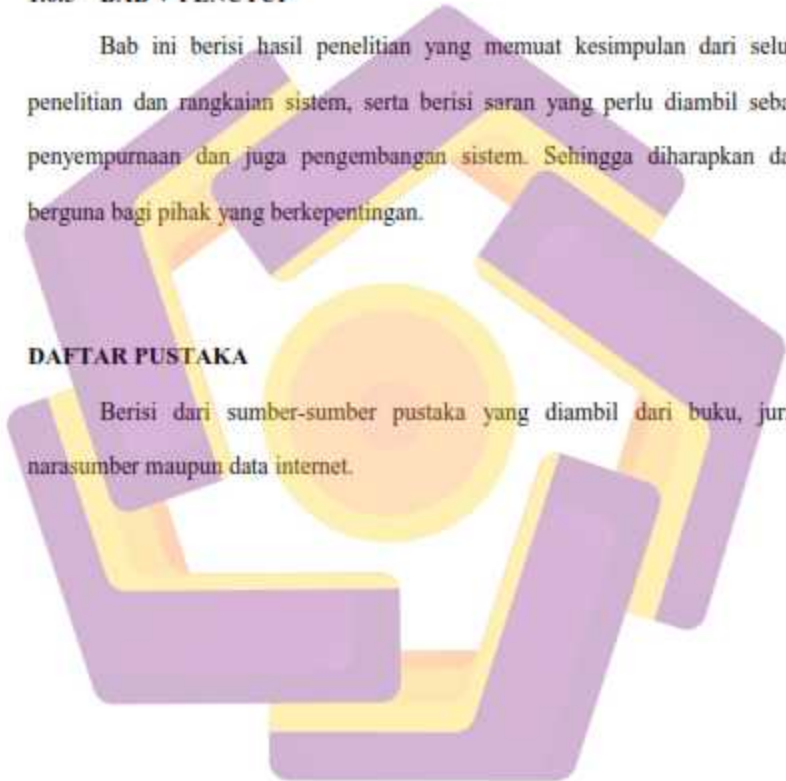 Bab ini berisi hasil penelitian yang memuat kesimpulan dari selu
penelitian dan rangkaian sistem, serta berisi saran yang perlu diambil seba
penyempurnaan dan juga pengembangan sistem. Sehingga diharapkan da
berguna bagi pihak yang berkepentingan.
DAFTAR PUSTAKA
Berisi dari sumber-sumber pustaka yang diambil dari buku, jur
narasumber maupun data internet.